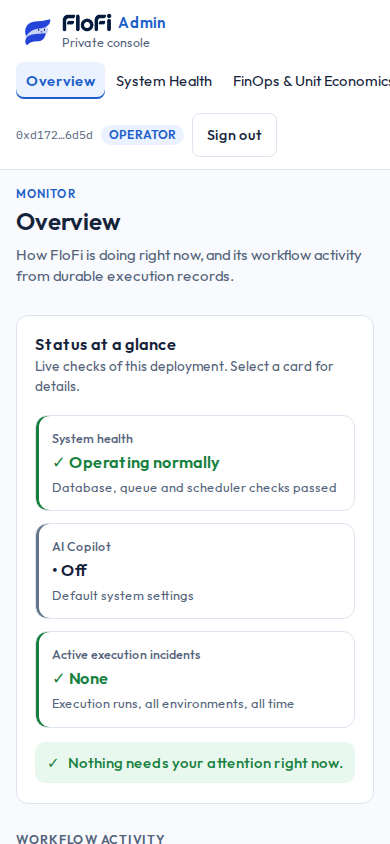 FloFi Admin
Private console
Overview System Health FinOps & Unit Economics
0xd172…6d5d OPERATOR Sign out
MONITOR
Overview
How FloFi is doing right now, and its workflow activity
from durable execution records.
Status at a glance
Live checks of this deployment. Select a card for
details.
System health
✓ Operating normally
Database, queue and scheduler checks passed
AI Copilot
• Off
Default system settings
Active execution incidents
✓ None
Execution runs, all environments, all time
✓ Nothing needs your attention right now.
WORKFLOW ACTIVITY